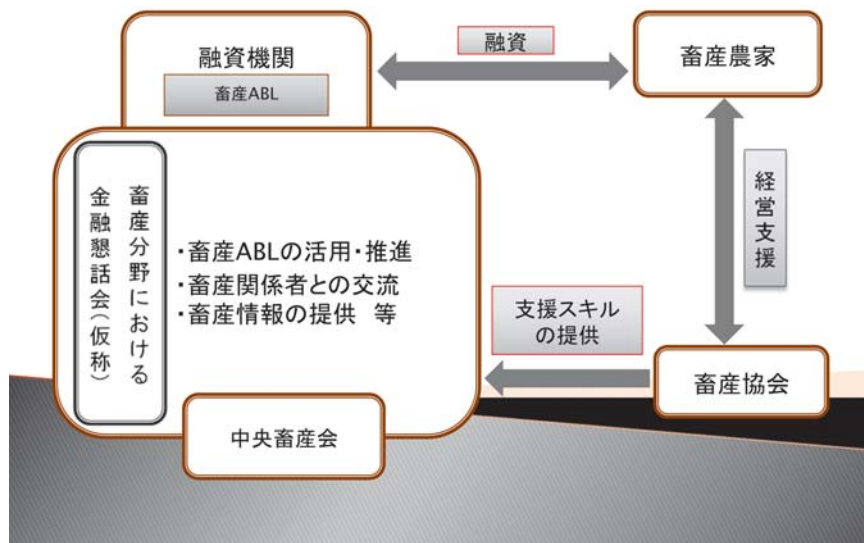 融資機関
畜産ABL
融資
畜産農家
畜産分野における
金融懇話会（仮称）
・畜産ABLの活用・推進
・畜産関係者との交流
・畜産情報の提供　等
経営支援
支援スキル
の提供
畜産協会
中央畜産会